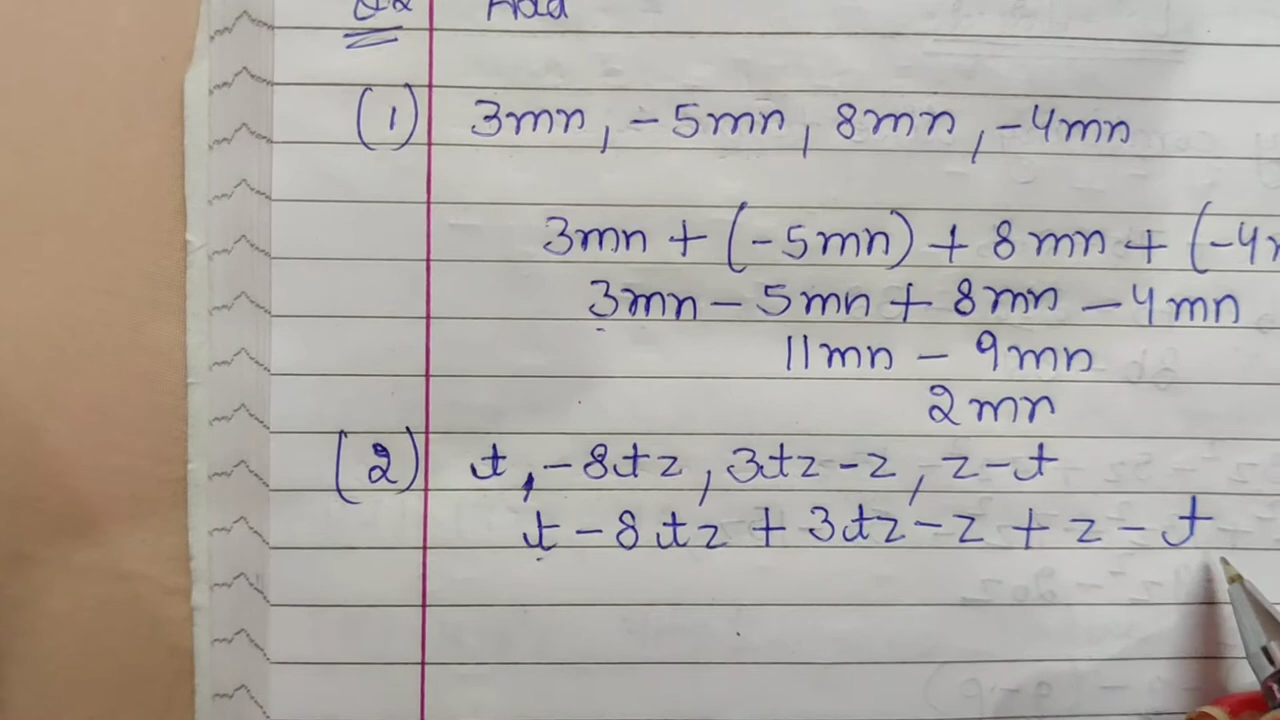 Add
(1) 3mn, -5mn, 8mn, -4mn
3mn + (-5mn) + 8mn + (-4
3mn - 5mn + 8mn - 4mn
11mn - 9mn
2mn
(2) t, -8tz, 3tz-z, z-t
t - 8tz + 3tz - z + z - t